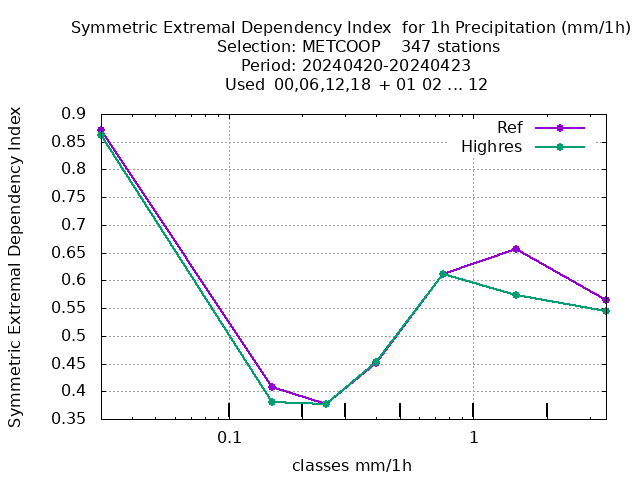 Symmetric Extremal Dependency Index  for 1h Precipitation (mm/1h)
Selection: METCOOP    347 stations
Period: 20240420-20240423
Used  00,06,12,18  + 01 02 ... 12
Symmetric Extremal Dependency Index
0.9
0.85
0.8
0.75
0.7
0.65
0.6
0.55
0.5
0.45
0.4
0.35
Ref
Highres
0.1
1
classes mm/1h